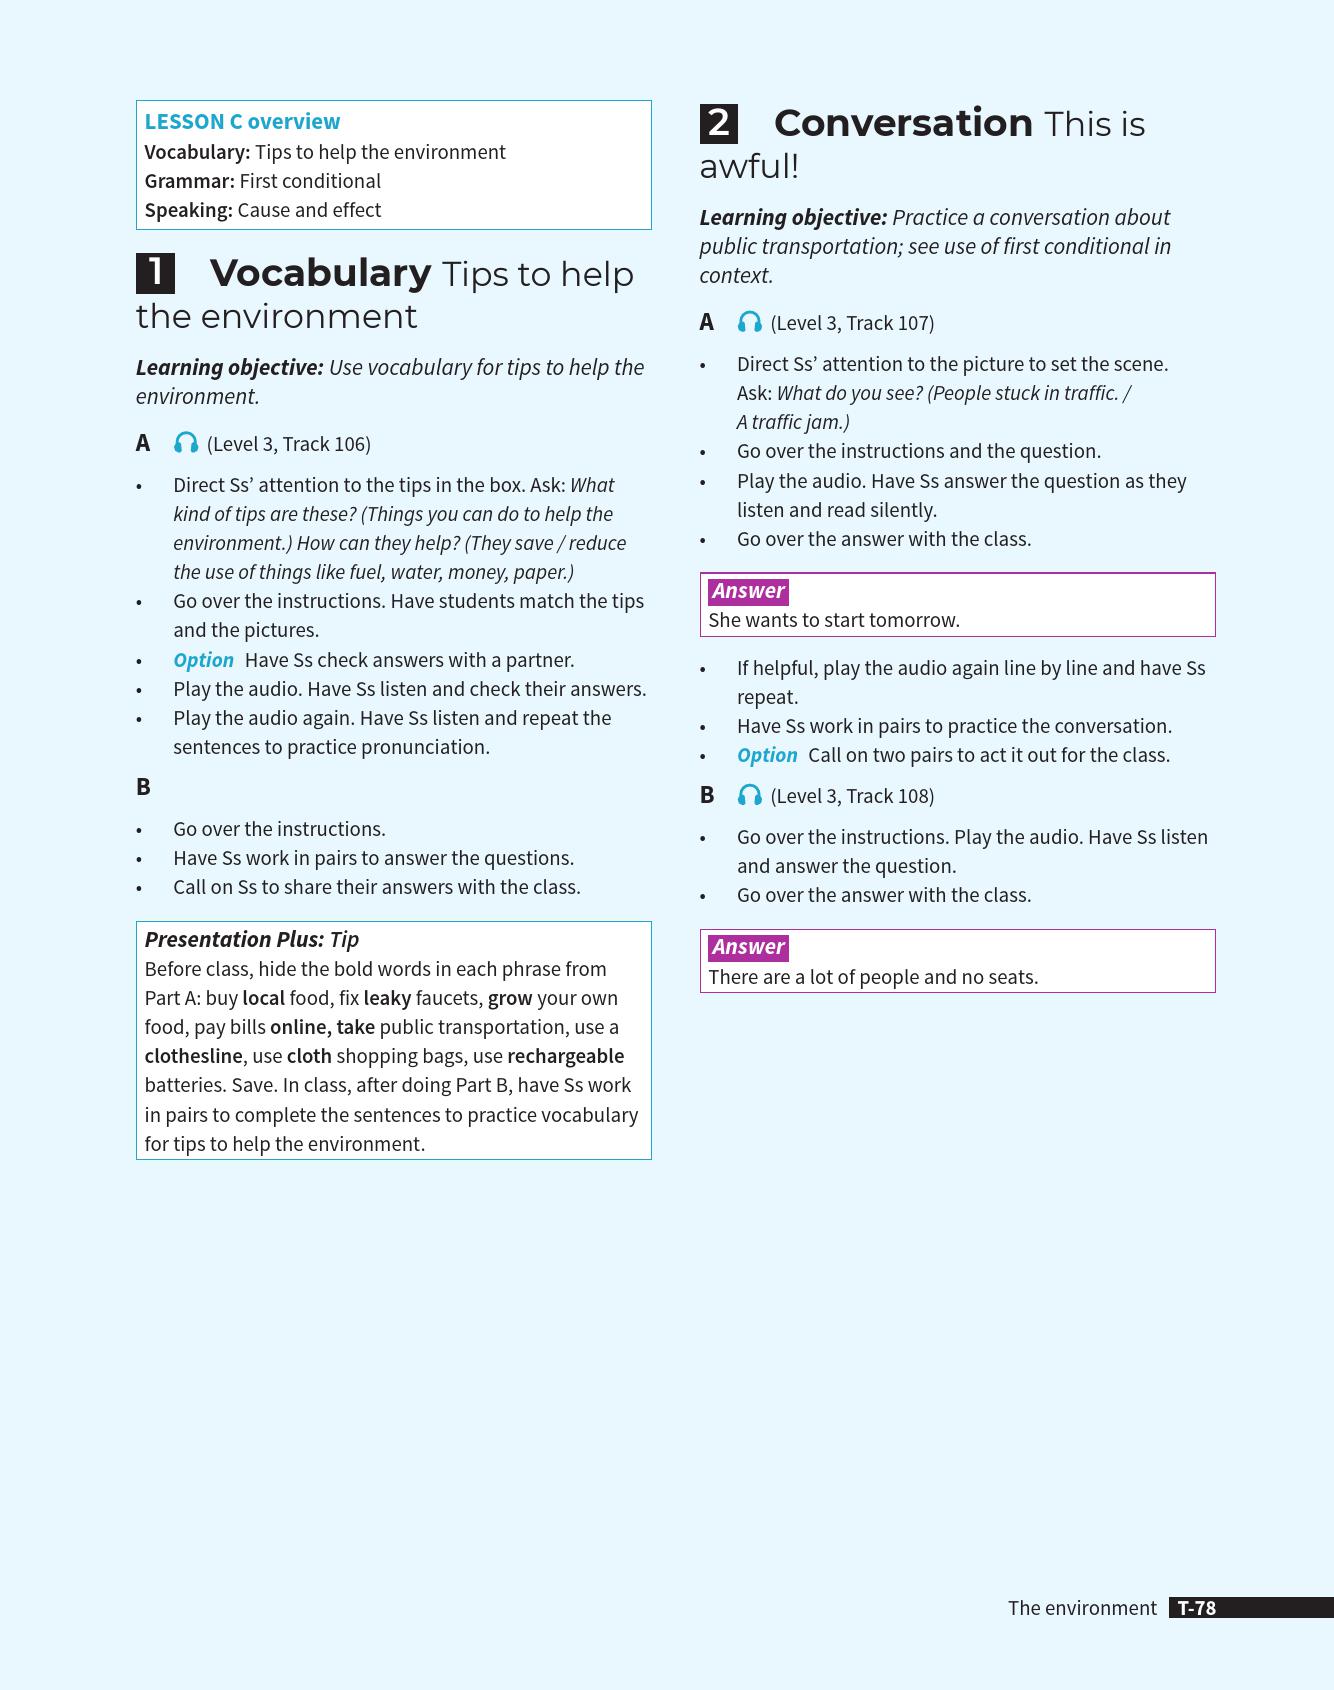 LESSON C overview
Vocabulary: Tips to help the environment
Grammar: First conditional
Speaking: Cause and effect
1 Vocabulary Tips to help
the environment
Learning objective: Use vocabulary for tips to help the
environment.
A (Level 3, Track 106)
• Direct Ss’ attention to the tips in the box. Ask: What
kind of tips are these? (Things you can do to help the
environment.) How can they help? (They save / reduce
the use of things like fuel, water, money, paper.)
• Go over the instructions. Have students match the tips
and the pictures.
• Option Have Ss check answers with a partner.
• Play the audio. Have Ss listen and check their answers.
• Play the audio again. Have Ss listen and repeat the
sentences to practice pronunciation.
B
• Go over the instructions.
• Have Ss work in pairs to answer the questions.
• Call on Ss to share their answers with the class.
Presentation Plus: Tip
Before class, hide the bold words in each phrase from
Part A: buy local food, fix leaky faucets, grow your own
food, pay bills online, take public transportation, use a
clothesline, use cloth shopping bags, use rechargeable
batteries. Save. In class, after doing Part B, have Ss work
in pairs to complete the sentences to practice vocabulary
for tips to help the environment.
2 Conversation This is
awful!
Learning objective: Practice a conversation about
public transportation; see use of first conditional in
context.
A (Level 3, Track 107)
• Direct Ss’ attention to the picture to set the scene.
Ask: What do you see? (People stuck in traffic. /
A traffic jam.)
• Go over the instructions and the question.
• Play the audio. Have Ss answer the question as they
listen and read silently.
• Go over the answer with the class.
Answer
She wants to start tomorrow.
• If helpful, play the audio again line by line and have Ss
repeat.
• Have Ss work in pairs to practice the conversation.
• Option Call on two pairs to act it out for the class.
B (Level 3, Track 108)
• Go over the instructions. Play the audio. Have Ss listen
and answer the question.
• Go over the answer with the class.
Answer
There are a lot of people and no seats.
The environment T-78